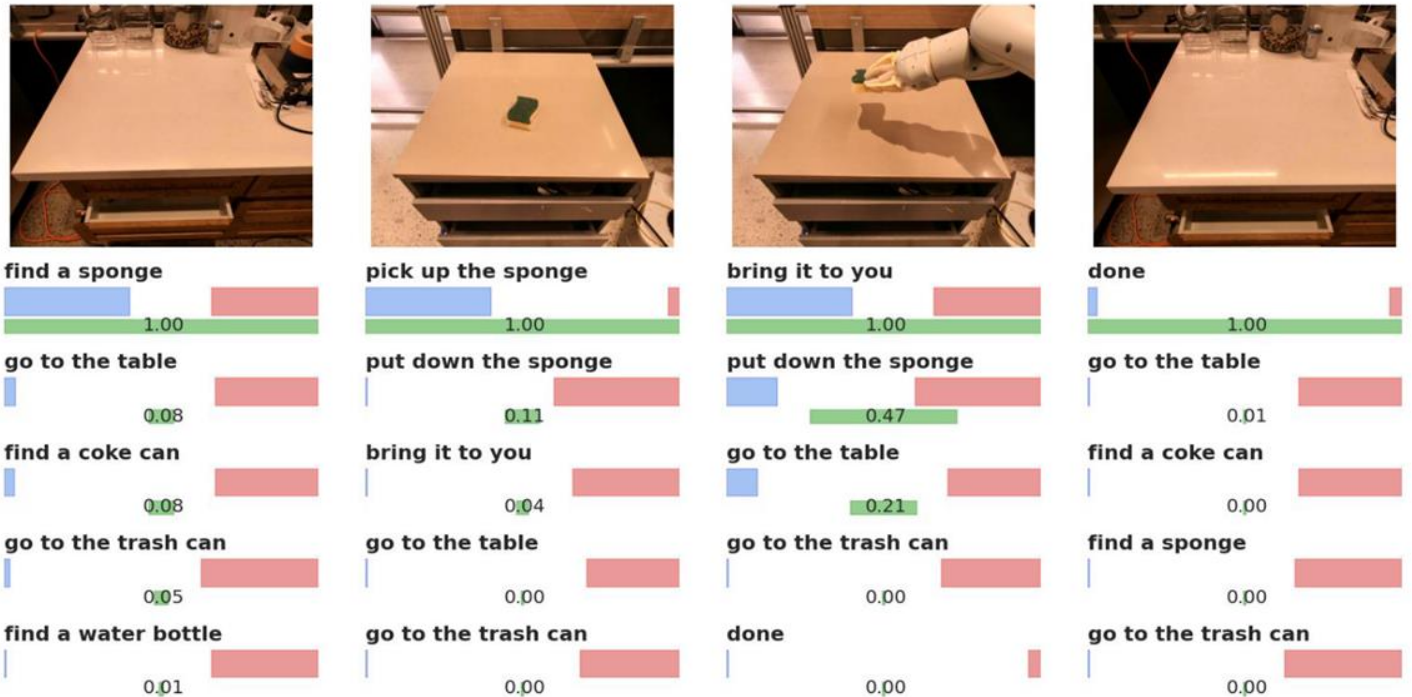 find a sponge
1.00
go to the table
0.08
find a coke can
0.08
go to the trash can
0.05
find a water bottle
0.01
pick up the sponge
1.00
put down the sponge
0.11
bring it to you
0.04
go to the table
0.00
go to the trash can
0.00
bring it to you
1.00
put down the sponge
0.47
go to the table
0.21
go to the trash can
0.00
done
0.00
done
1.00
go to the table
0.01
find a coke can
0.00
find a sponge
0.00
go to the trash can
0.00